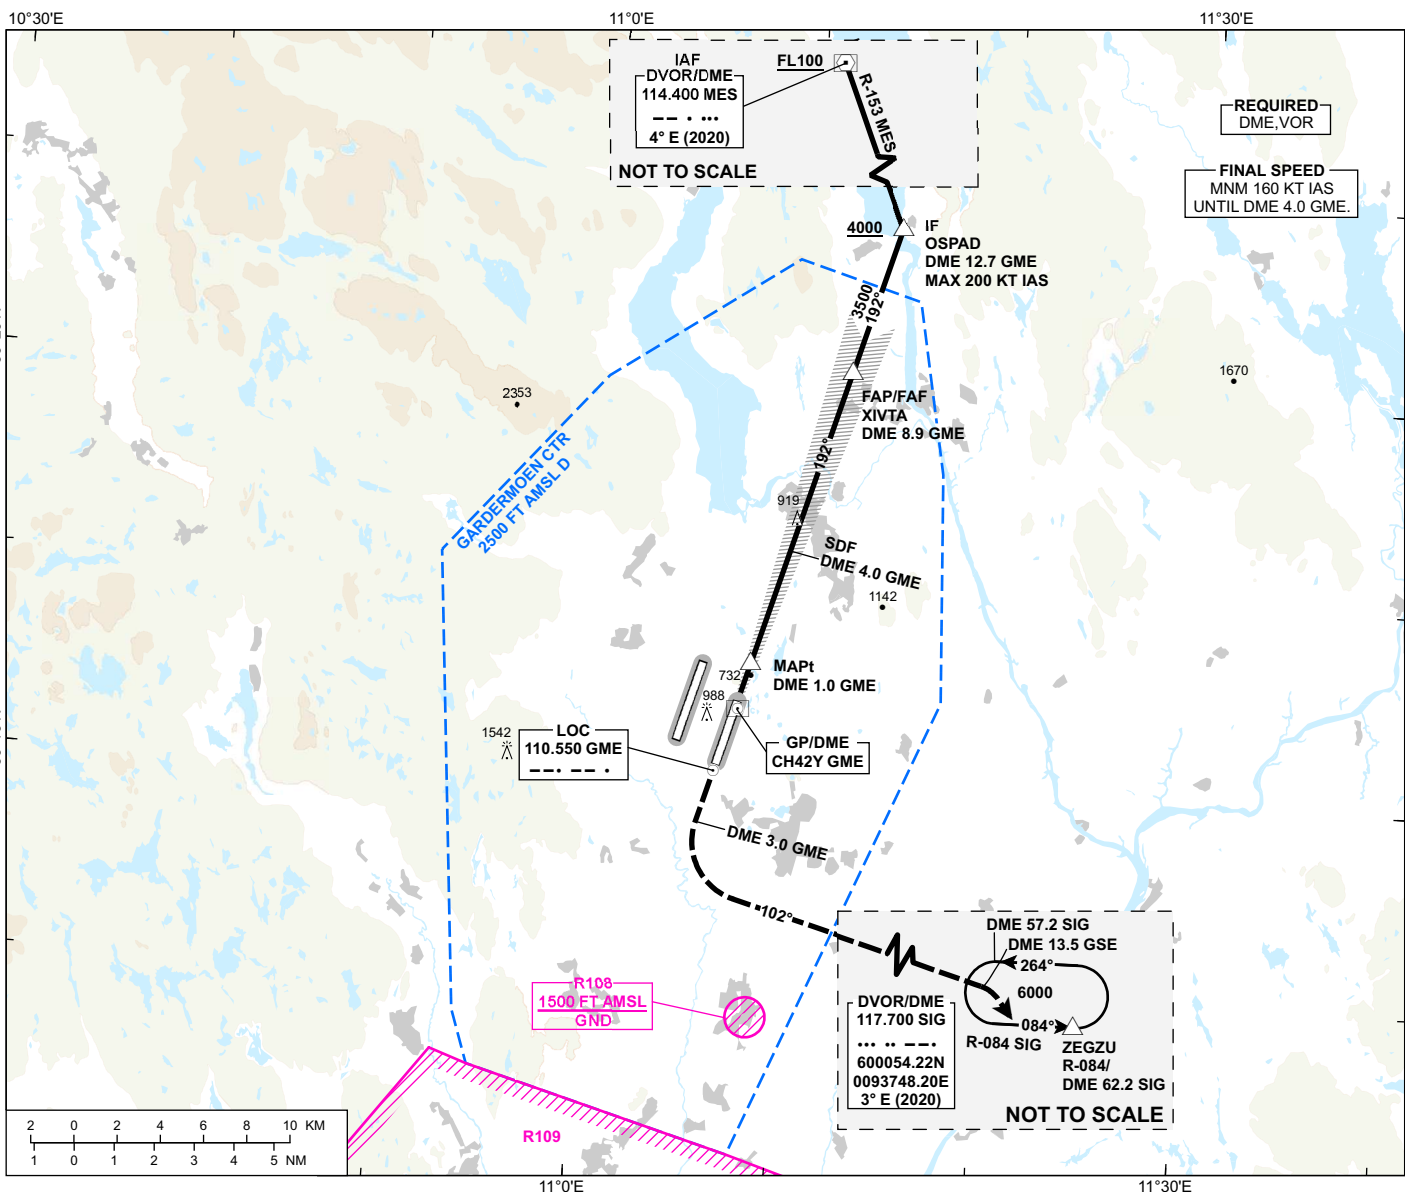 10°30'E
11°0'E
11°30'E
IAF
DVOR/DME
114.400 MES
4° E (2020)
FL100
R-153 MES
NOT TO SCALE
REQUIRED
DME,VOR
FINAL SPEED
MNM 160 KT IAS
UNTIL DME 4.0 GME.
4000
IF
OSPAD
DME 12.7 GME
MAX 200 KT IAS
3500
192°
1670
2353
FAP/FAF
XIVTA
DME 8.9 GME
GARDERMOEN CTR
2500 FT AMSL D
192°
919
SDF
DME 4.0 GME
1142
MAPt
DME 1.0 GME
732
988
1542
LOC
110.550 GME
GP/DME
CH42Y GME
DME 3.0 GME
102°
DME 57.2 SIG
DME 13.5 GSE
264°
6000
084°
R-084 SIG
ZEGZU
R-084/
DME 62.2 SIG
DVOR/DME
117.700 SIG
600054.22N
0093748.20E
3° E (2020)
NOT TO SCALE
R108
1500 FT AMSL
GND
R109
2 0 2 4 6 8 10 KM
1 0 1 2 3 4 5 NM
11°0'E
11°30'E